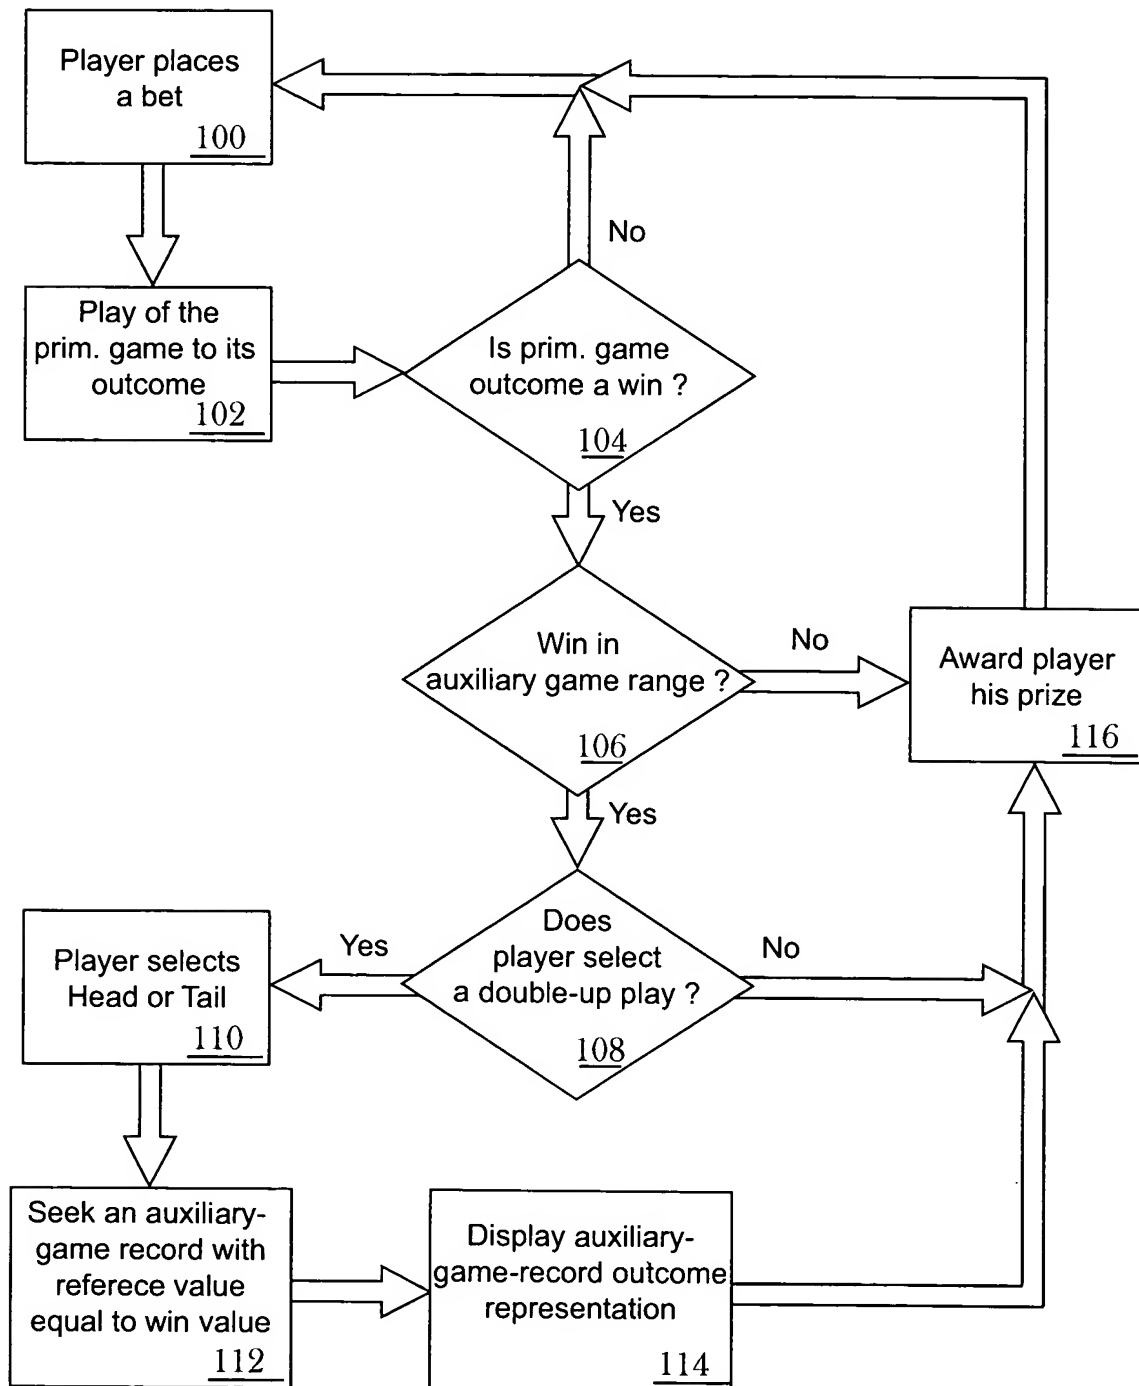 Player places
a bet
100
No
Play of the
prim. game to its
outcome
102
Is prim. game
outcome a win ?
104
Yes
Win in
auxiliary game range ?
106
No
Award player
his prize
116
Yes
Does
player select
a double-up play ?
108
Yes
No
Player selects
Head or Tail
110
Seek an auxiliary-
game record with
referece value
equal to win value
112
Display auxiliary-
game-record outcome
representation
114